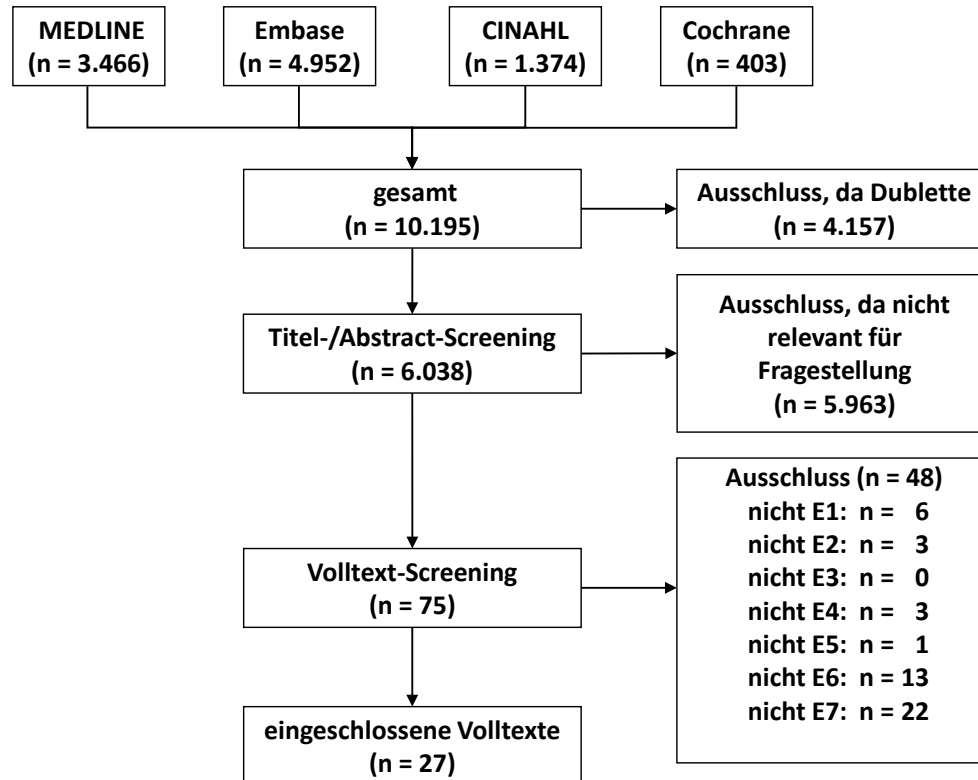 MEDLINE
(n = 3.466)
Embase
(n = 4.952)
CINAHL
(n = 1.374)
Cochrane
(n = 403)
gesamt
(n = 10.195)
Ausschluss, da Dublette
(n = 4.157)
Titel-/Abstract-Screening
(n = 6.038)
Ausschluss, da nicht
relevant für
Fragestellung
(n = 5.963)
Volltext-Screening
(n = 75)
Ausschluss (n = 48)
nicht E1: n = 6
nicht E2: n = 3
nicht E3: n = 0
nicht E4: n = 3
nicht E5: n = 1
nicht E6: n = 13
nicht E7: n = 22
eingeschlossene Volltexte
(n = 27)